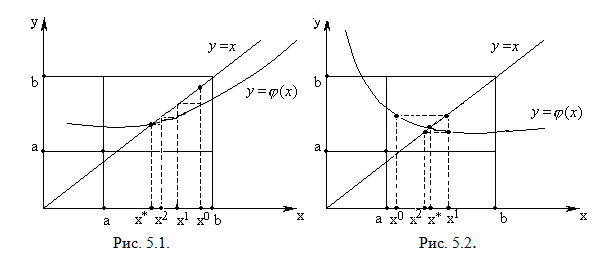 y
y = x
b
y = φ(x)
a
a x* x² x¹ x⁰ b x
Рис. 5.1.
y
y = x
b
y = φ(x)
a
a x⁰ x² x* x¹ b x
Рис. 5.2.